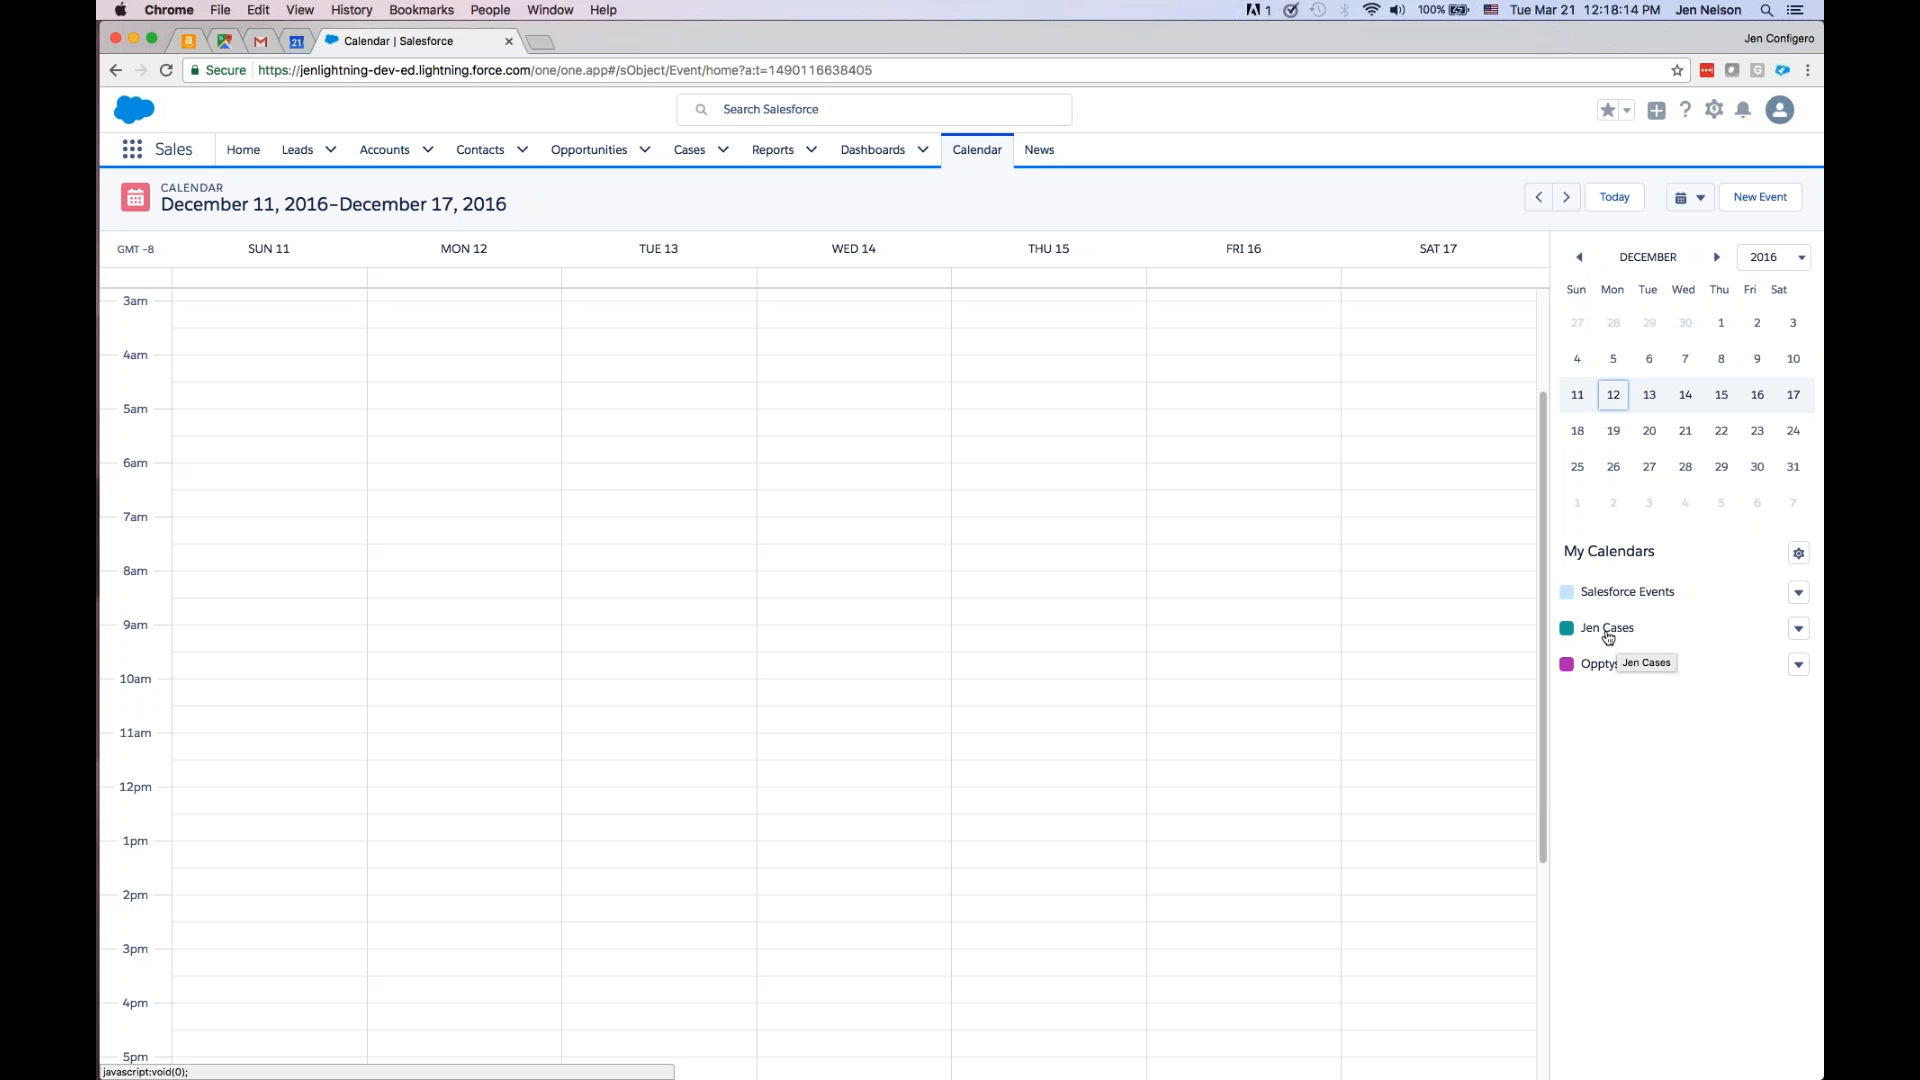 Chrome File Edit View History Bookmarks People Window Help 1 100% Tue Mar 21 12:18:14 PM Jen Nelson
a 21 Calendar | Salesforce Jen Configero
Secure https://jenlightning-dev-ed.lightning.force.com/one/one.app#/sObject/Event/home?a:t=1490116638405
Search Salesforce
Sales Home Leads Accounts Contacts Opportunities Cases Reports Dashboards Calendar News
CALENDAR
December 11, 2016–December 17, 2016
Today New Event
GMT -8 SUN 11 MON 12 TUE 13 WED 14 THU 15 FRI 16 SAT 17
3am
4am
5am
6am
7am
8am
9am
10am
11am
12pm
1pm
2pm
3pm
4pm
5pm
DECEMBER 2016
Sun Mon Tue Wed Thu Fri Sat
27 28 29 30 1 2 3
4 5 6 7 8 9 10
11 12 13 14 15 16 17
18 19 20 21 22 23 24
25 26 27 28 29 30 31
1 2 3 4 5 6 7
My Calendars
Salesforce Events
Jen Cases
Opptys Jen Cases
javascript:void(0);